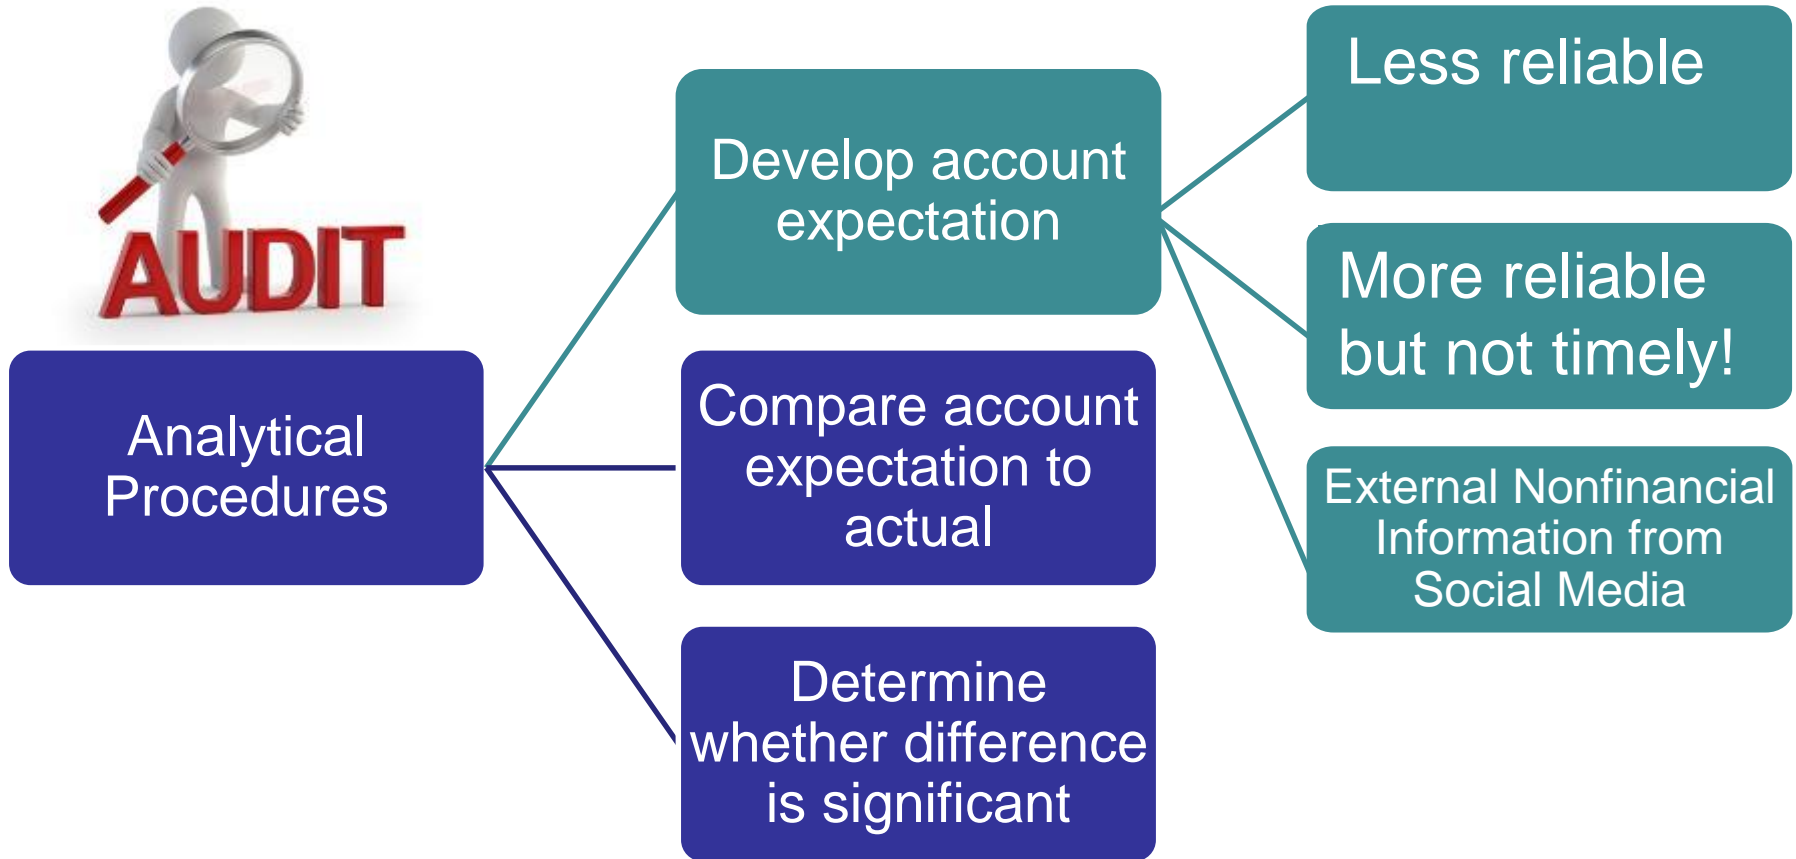 AUDIT
Analytical
Procedures
Develop account
expectation
Compare account
expectation to
actual
Determine
whether difference
is significant
Less reliable
More reliable
but not timely!
External Nonfinancial
Information from
Social Media